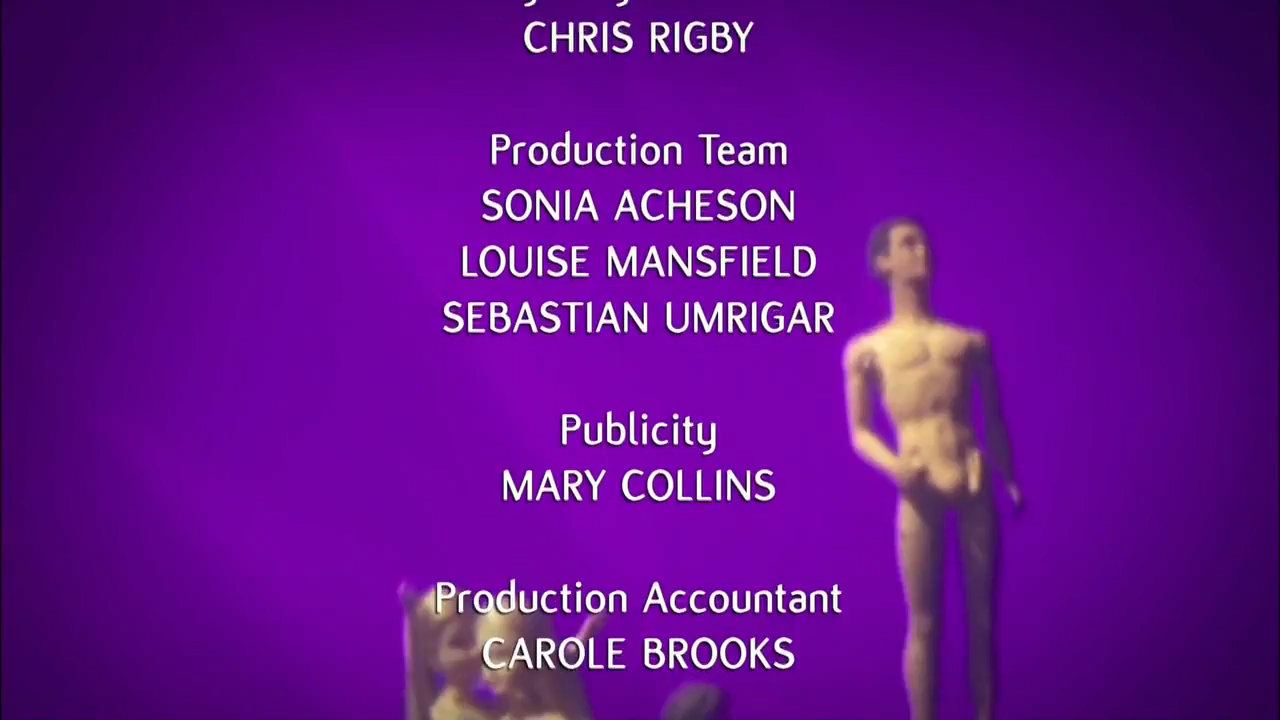 CHRIS RIGBY
Production Team
SONIA ACHESON
LOUISE MANSFIELD
SEBASTIAN UMRIGAR
Publicity
MARY COLLINS
Production Accountant
CAROLE BROOKS